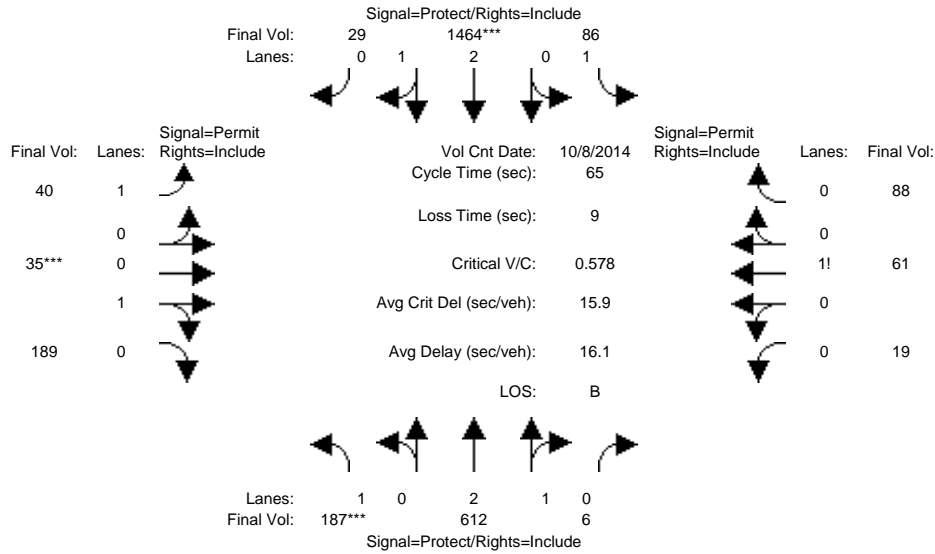 Signal=Protect/Rights=Include
Final Vol: 29 1464*** 86
Lanes: 0 1 2 0 1
Signal=Permit Signal=Permit
Final Vol: Lanes: Rights=Include Vol Cnt Date: 10/8/2014 Rights=Include Lanes: Final Vol:
Cycle Time (sec): 65
40 1 0 88
Loss Time (sec): 9
0 0
35*** 0 Critical V/C: 0.578 1! 61
1 Avg Crit Del (sec/veh): 15.9 0
189 0 Avg Delay (sec/veh): 16.1 0 19
LOS: B
Lanes: 1 0 2 1 0
Final Vol: 187*** 612 6
Signal=Protect/Rights=Include